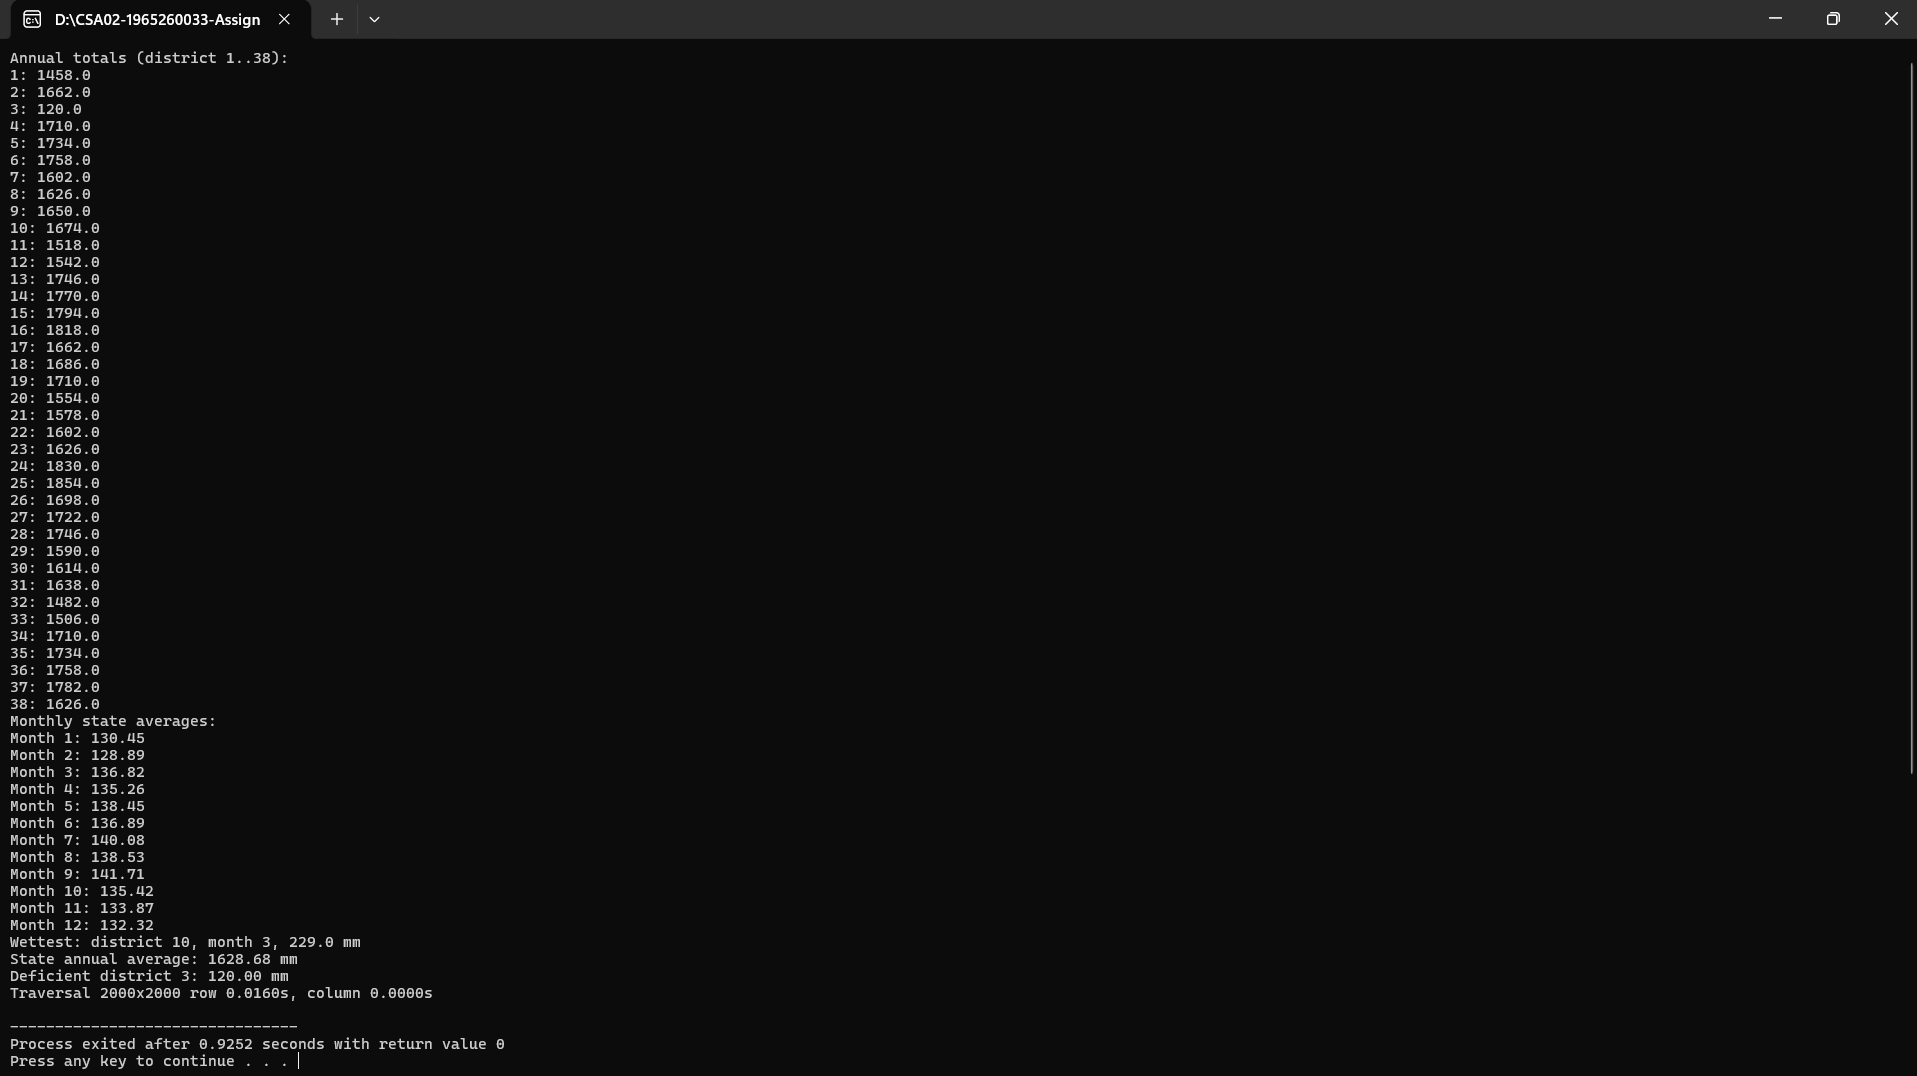 D:\CSA02-1965260033-Assign
Annual totals (district 1..38):
1: 1458.0
2: 1662.0
3: 120.0
4: 1710.0
5: 1734.0
6: 1758.0
7: 1602.0
8: 1626.0
9: 1650.0
10: 1674.0
11: 1518.0
12: 1542.0
13: 1746.0
14: 1770.0
15: 1794.0
16: 1818.0
17: 1662.0
18: 1686.0
19: 1710.0
20: 1554.0
21: 1578.0
22: 1602.0
23: 1626.0
24: 1830.0
25: 1854.0
26: 1698.0
27: 1722.0
28: 1746.0
29: 1590.0
30: 1614.0
31: 1638.0
32: 1482.0
33: 1506.0
34: 1710.0
35: 1734.0
36: 1758.0
37: 1782.0
38: 1626.0
Monthly state averages:
Month 1: 130.45
Month 2: 128.89
Month 3: 136.82
Month 4: 135.26
Month 5: 138.45
Month 6: 136.89
Month 7: 140.08
Month 8: 138.53
Month 9: 141.71
Month 10: 135.42
Month 11: 133.87
Month 12: 132.32
Wettest: district 10, month 3, 229.0 mm
State annual average: 1628.68 mm
Deficient district 3: 120.00 mm
Traversal 2000x2000 row 0.0160s, column 0.0000s
--------------------------------
Process exited after 0.9252 seconds with return value 0
Press any key to continue . . .